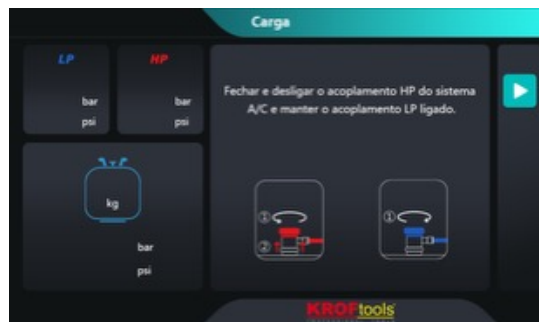 Carga
LP
HP
bar
bar
psi
psi
Fechar e desligar o acoplamento HP do sistema
A/C e manter o acoplamento LP ligado.
kg
bar
psi
①
②
①
KROFtools